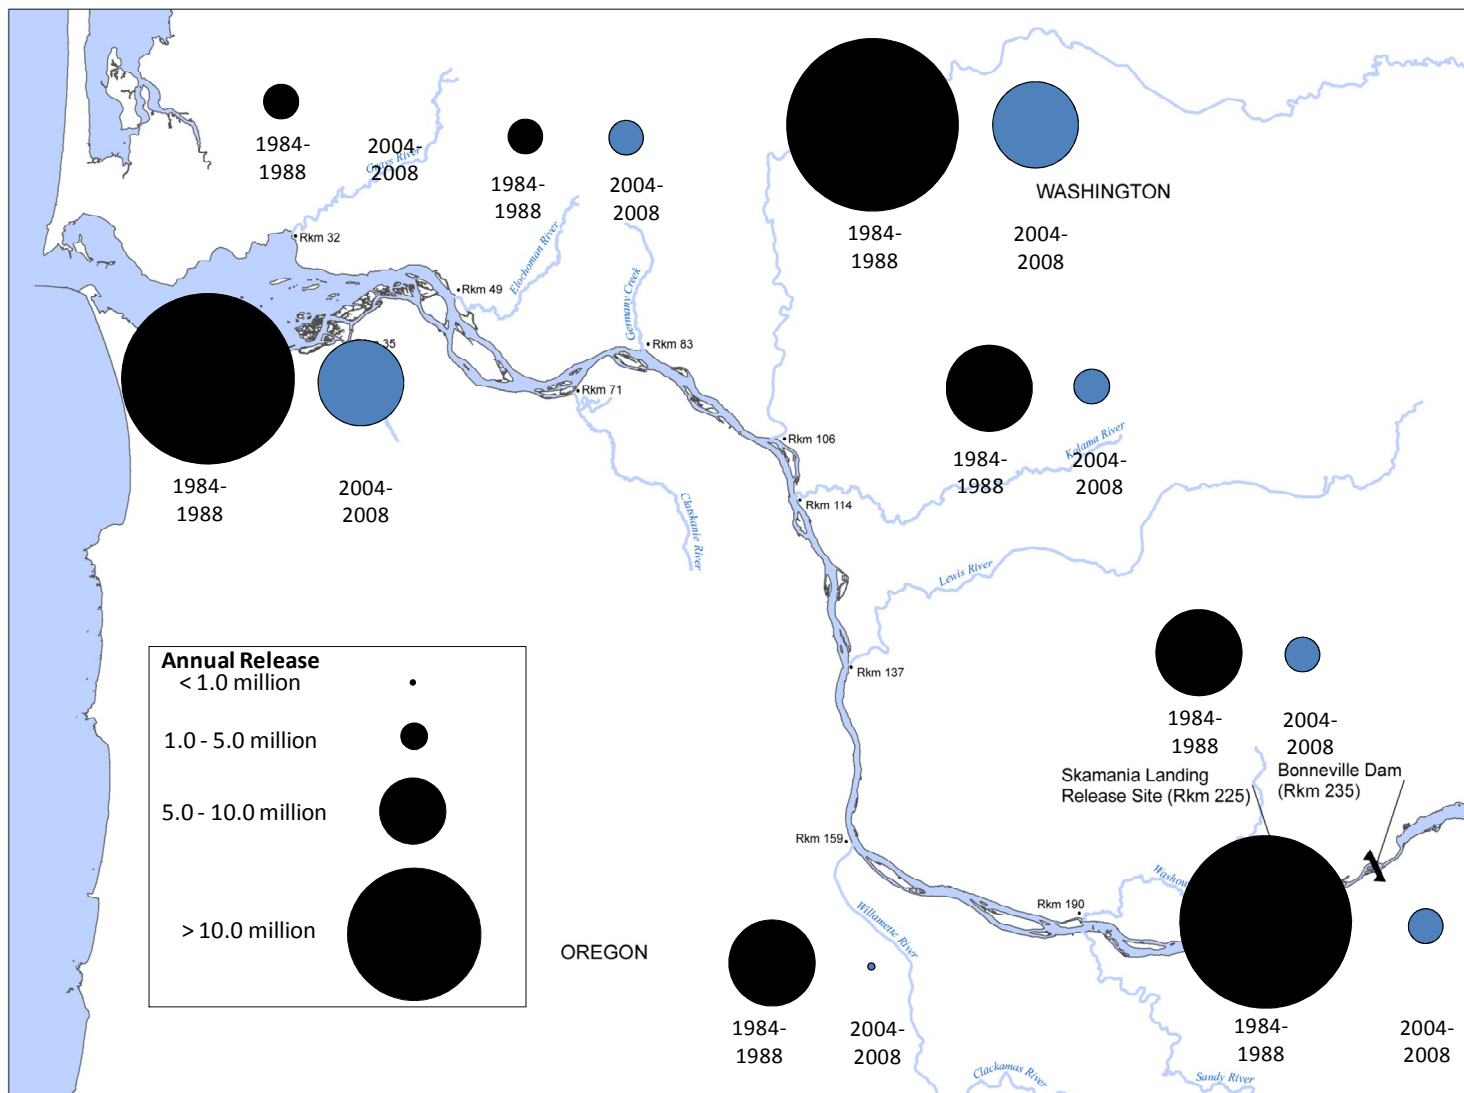 1984-
1988
2004-
2008
Grays River
1984-
1988
2004-
2008
1984-
1988
2004-
2008
WASHINGTON
Rkm 32
Rkm 49
Elochoman River
Germany Creek
Rkm 83
35
Rkm 71
1984-
1988
2004-
2008
Rkm 106
1984-
1988
2004-
2008
Kalama River
Rkm 114
Clatskanie River
Lewis River
Rkm 137
1984-
1988
2004-
2008
Annual Release
< 1.0 million
1.0 - 5.0 million
5.0 - 10.0 million
> 10.0 million
Skamania Landing
Release Site (Rkm 225)
Bonneville Dam
(Rkm 235)
Rkm 159
Rkm 190
Willamette River
OREGON
1984-
1988
2004-
2008
1984-
1988
2004-
2008
Clackamas River
Sandy River